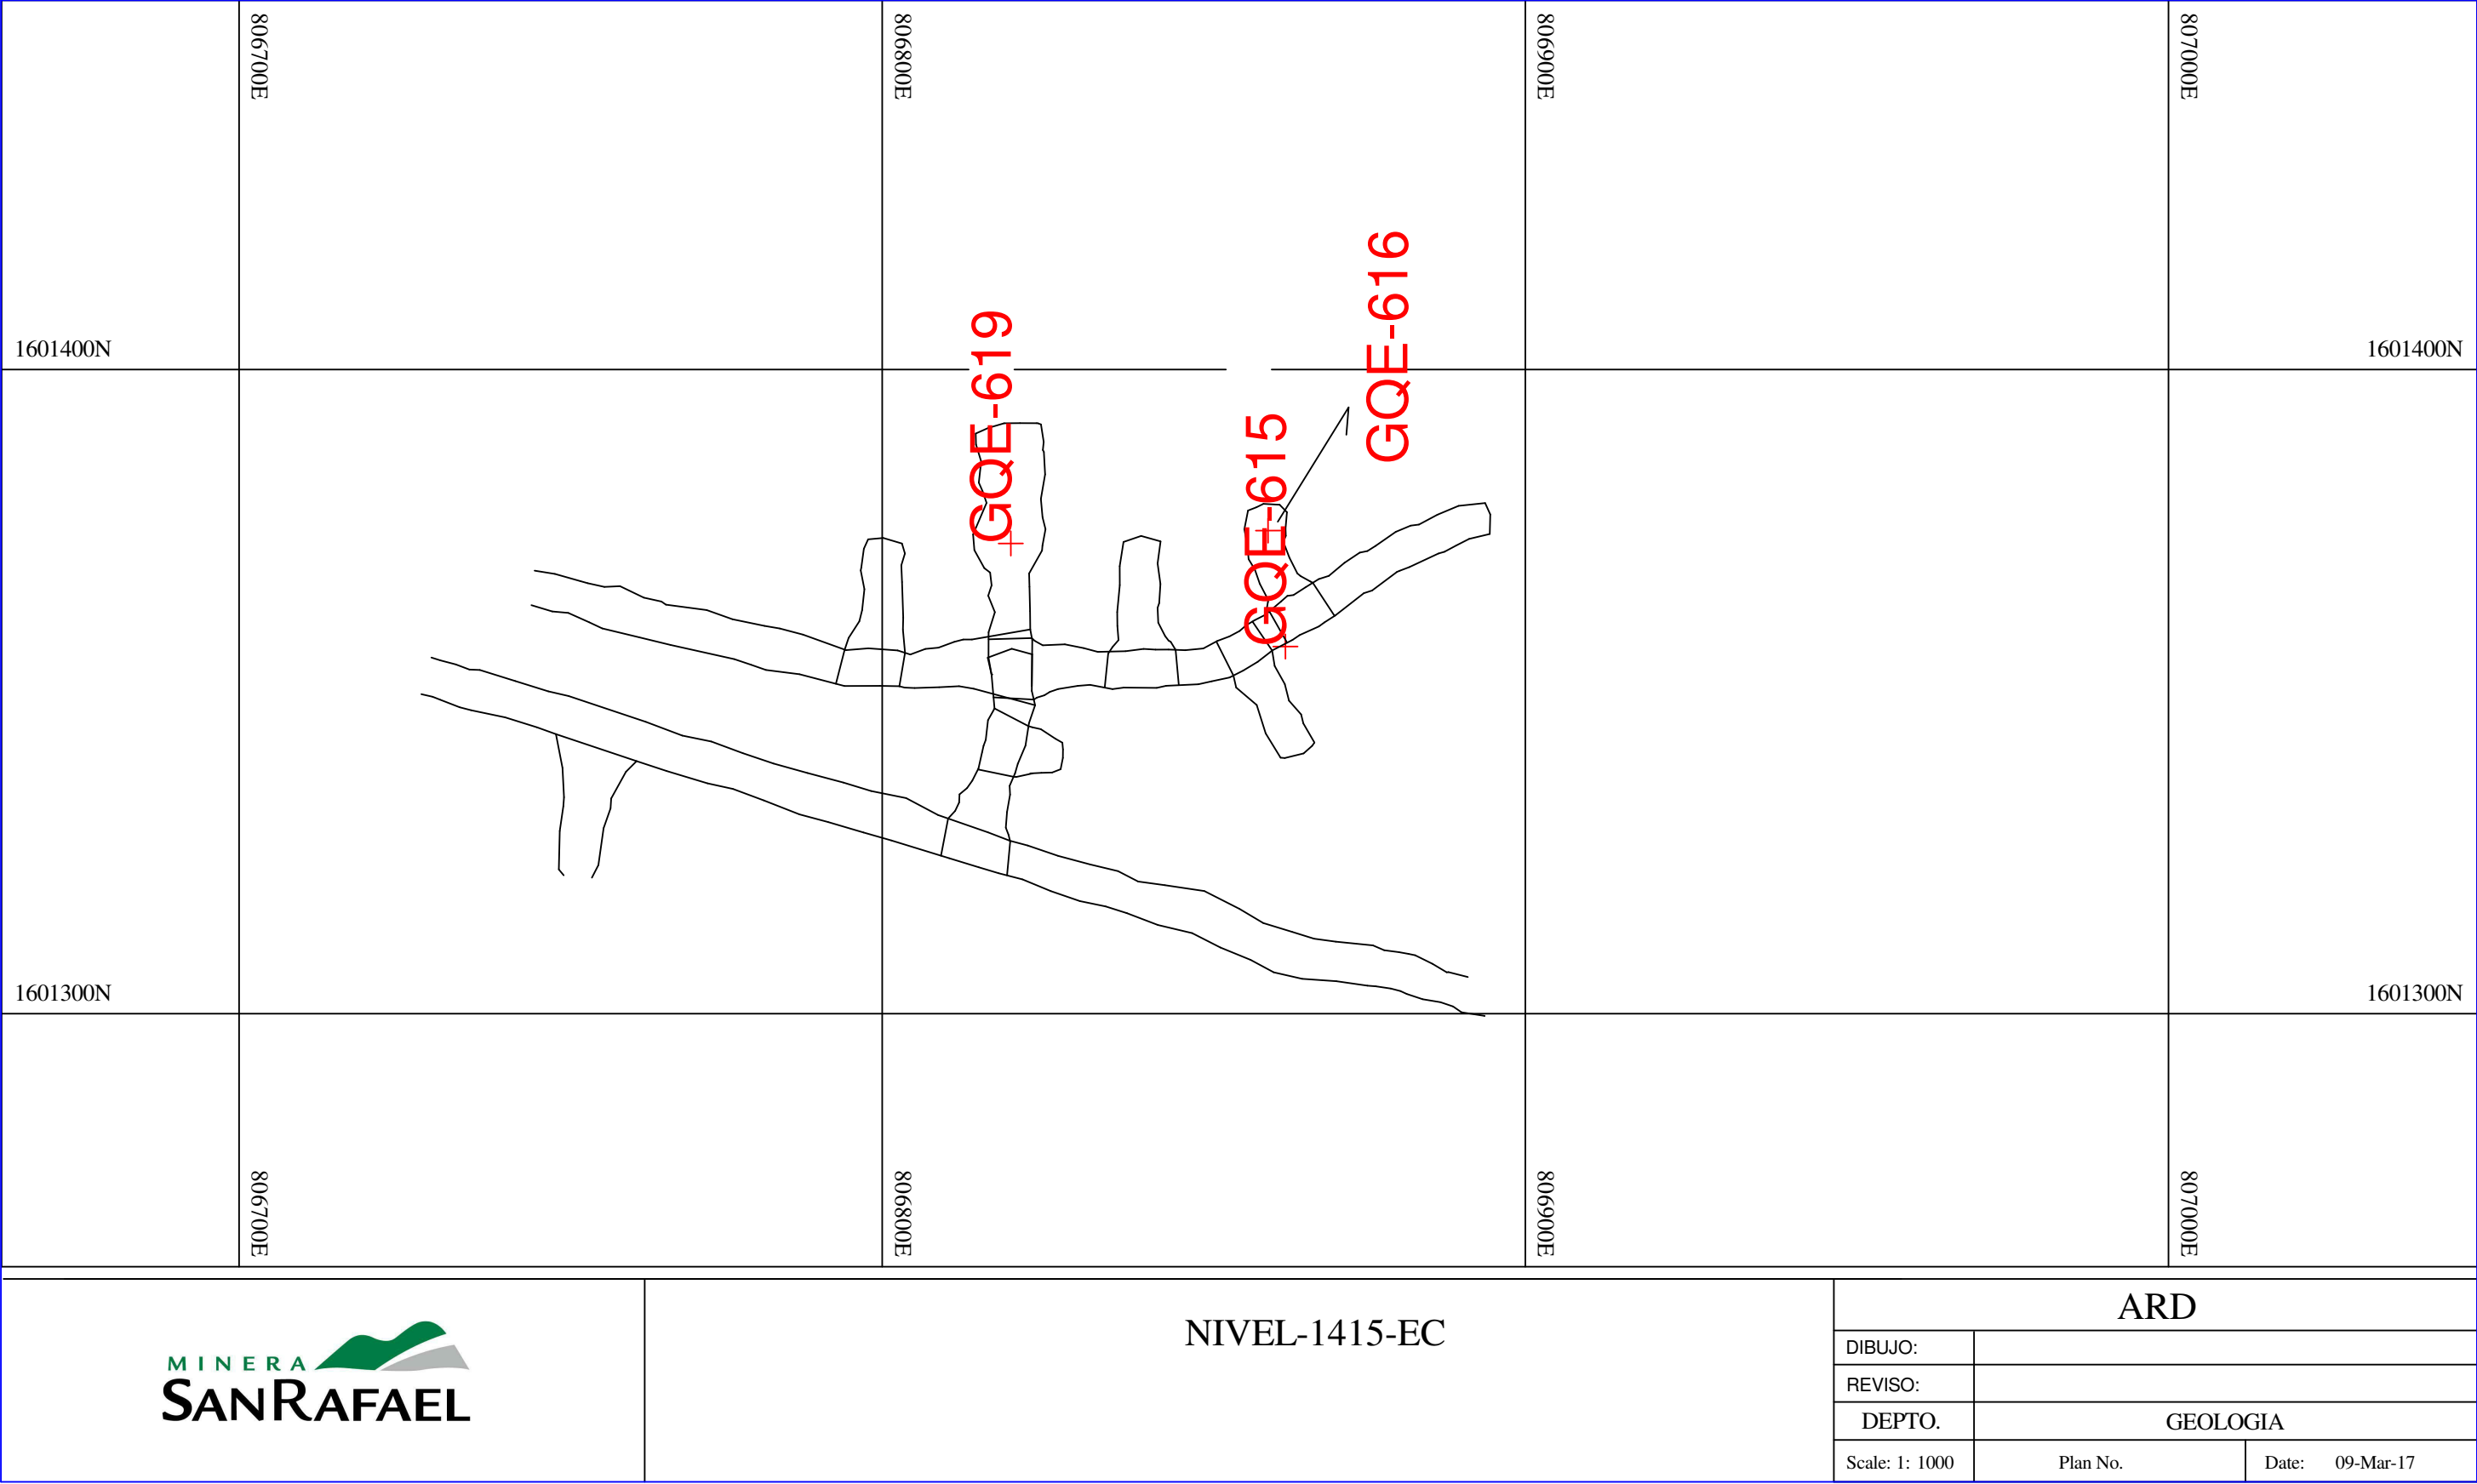 806700E
806800E
806900E
807000E
GQE-616
GQE-619
1601400N
1601400N
GQE-615
1601300N
1601300N
806700E
806800E
806900E
807000E
MINERA
SANRAFAEL
NIVEL-1415-EC
ARD
DIBUJO:
REVISO:
DEPTO. GEOLOGIA
Scale: 1: 1000 Plan No. Date: 09-Mar-17